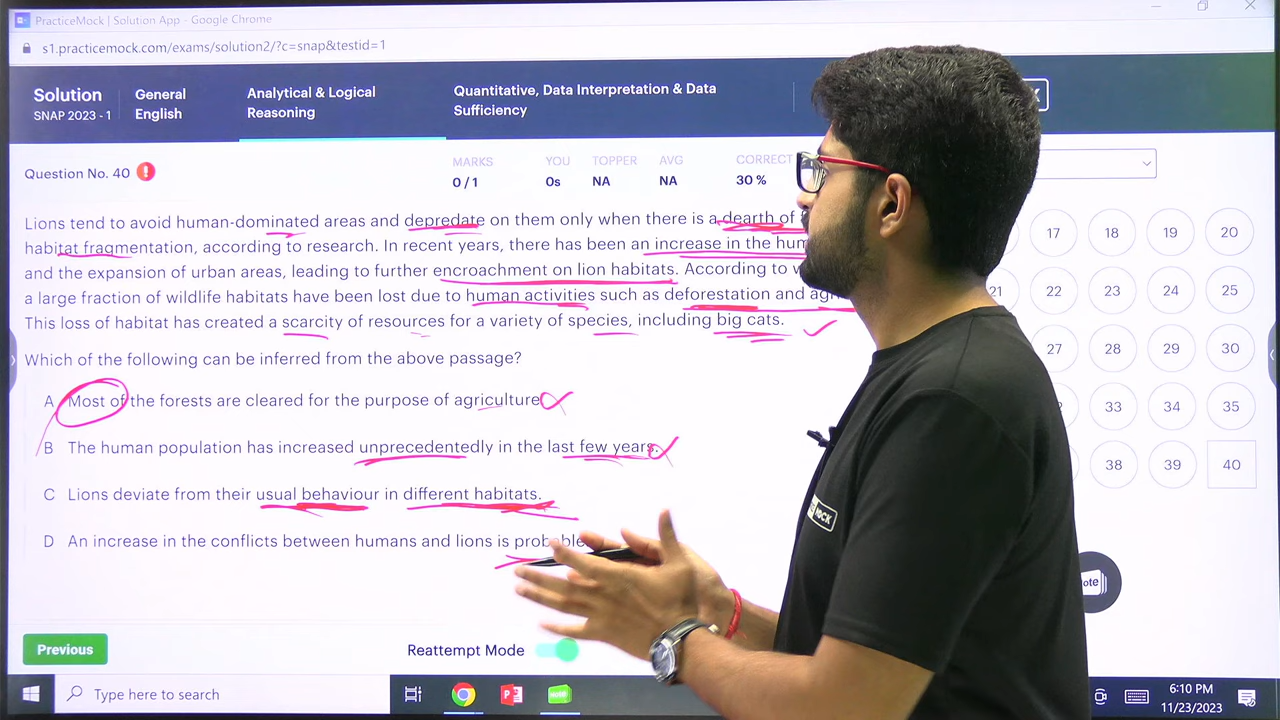 PracticeMock | Solution App - Google Chrome
s1.practicemock.com/exams/solution2/?c=snap&testid=1
Solution
SNAP 2023 - 1
General English
Analytical & Logical Reasoning
Quantitative, Data Interpretation & Data Sufficiency
Question No. 40
MARKS YOU TOPPER AVG CORRECT
0 / 1 0s NA NA 30 %
Lions tend to avoid human-dominated areas and depredate on them only when there is a dearth of
habitat fragmentation, according to research. In recent years, there has been an increase in the
and the expansion of urban areas, leading to further encroachment on lion habitats. According to
a large fraction of wildlife habitats have been lost due to human activities such as deforestation and
This loss of habitat has created a scarcity of resources for a variety of species, including big cats.
Which of the following can be inferred from the above passage?
A Most of the forests are cleared for the purpose of agriculture
B The human population has increased unprecedentedly in the last few years.
C Lions deviate from their usual behaviour in different habitats.
D An increase in the conflicts between humans and lions is probable
17 18 19 20
21 22 23 24 25
27 28 29 30
33 34 35
38 39 40
Previous
Reattempt Mode
Type here to search
6:10 PM
11/23/2023